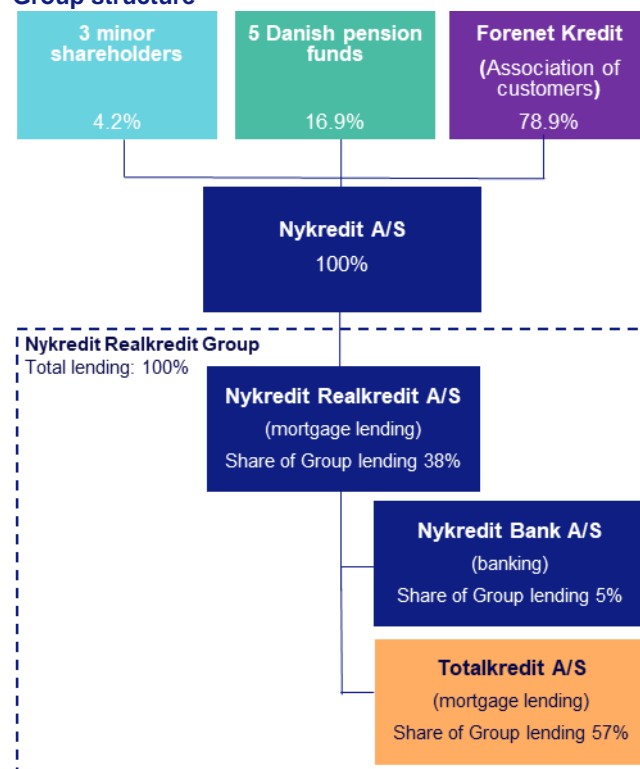 Group structure
3 minor
shareholders
4.2%
5 Danish pension
funds
16.9%
Forenet Kredit
(Association of
customers)
78.9%
Nykredit A/S
100%
Nykredit Realkredit Group
Total lending: 100%
Nykredit Realkredit A/S
(mortgage lending)
Share of Group lending 38%
Nykredit Bank A/S
(banking)
Share of Group lending 5%
Totalkredit A/S
(mortgage lending)
Share of Group lending 57%